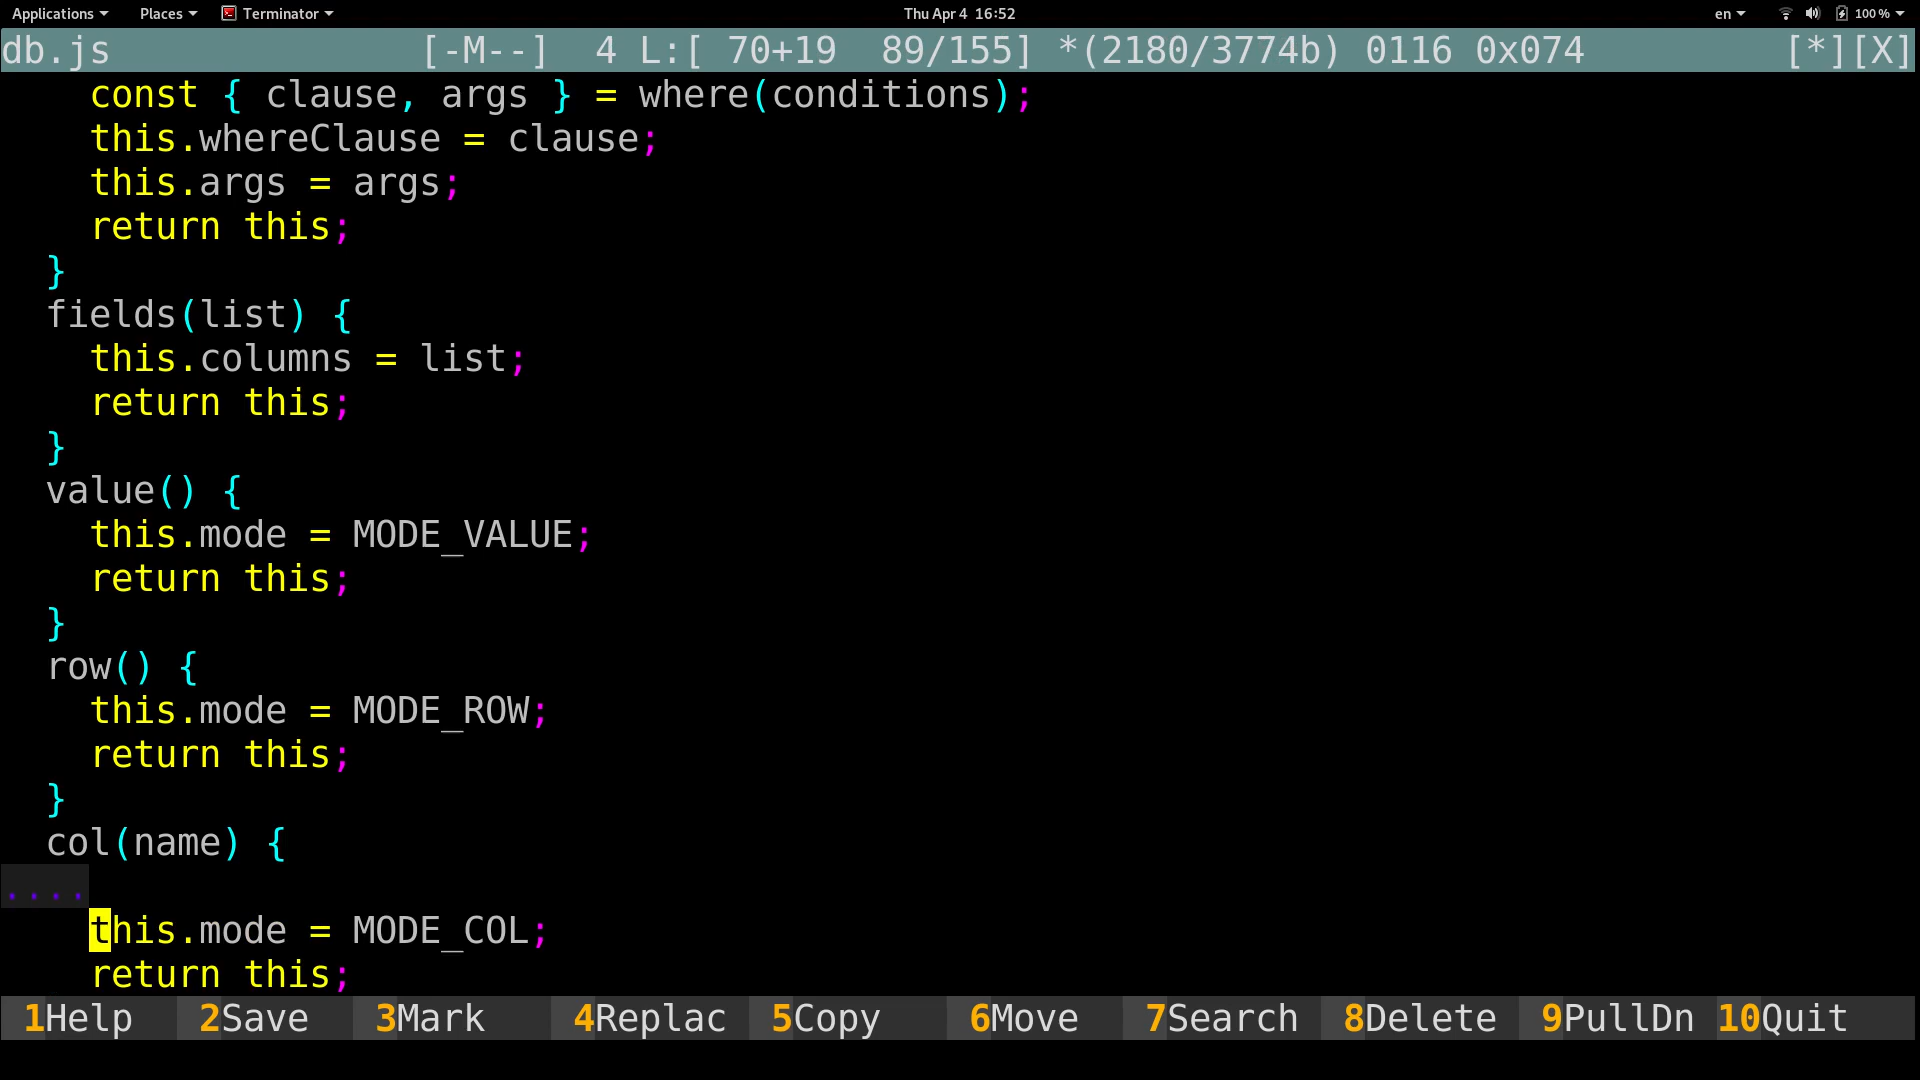 Applications Places Terminator Thu Apr 4 16:52 en 100 %
db.js [-M--] 4 L:[ 70+19 89/155] *(2180/3774b) 0116 0x074 [*][X]
    const { clause, args } = where(conditions);
    this.whereClause = clause;
    this.args = args;
    return this;
  }
  fields(list) {
    this.columns = list;
    return this;
  }
  value() {
    this.mode = MODE_VALUE;
    return this;
  }
  row() {
    this.mode = MODE_ROW;
    return this;
  }
  col(name) {
....
    this.mode = MODE_COL;
    return this;
1Help 2Save 3Mark 4Replac 5Copy 6Move 7Search 8Delete 9PullDn 10Quit